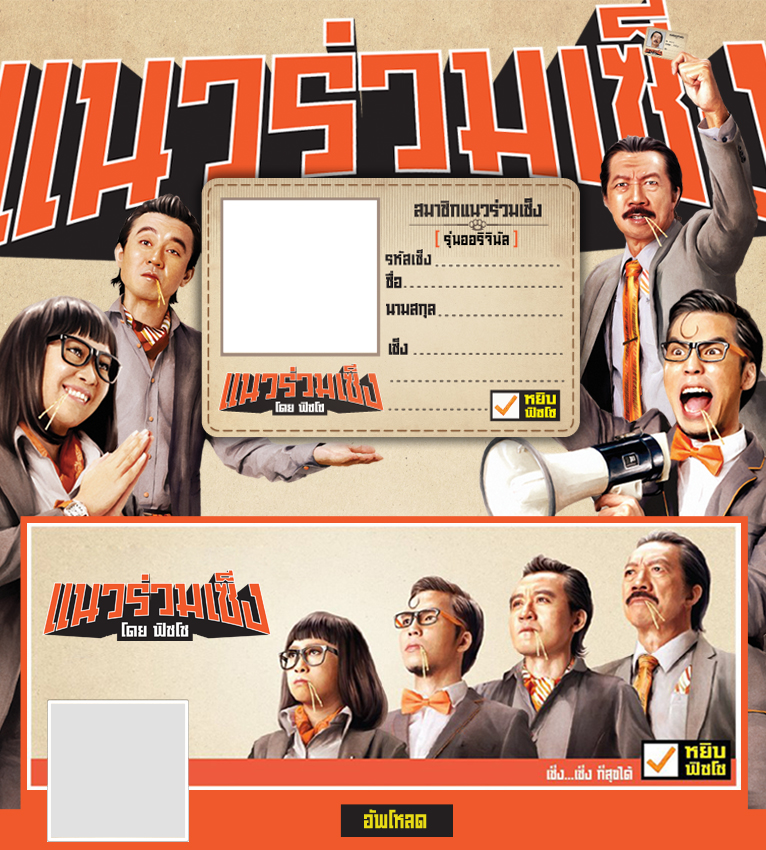 แนวร่วมเซ็ง
สมาชิกแนวร่วมเซ็ง
[ รุ่นออริจินัล ]
รหัสเซ็ง
ชื่อ
นามสกุล
เซ็ง
แนวร่วมเซ็ง
โดย ฟิชโช
หยิบ
ฟิชโช
แนวร่วมเซ็ง
โดย ฟิชโช
เซ็ง...เซ็ง ก็สุขได้
หยิบ
ฟิชโช
อัพโหลด